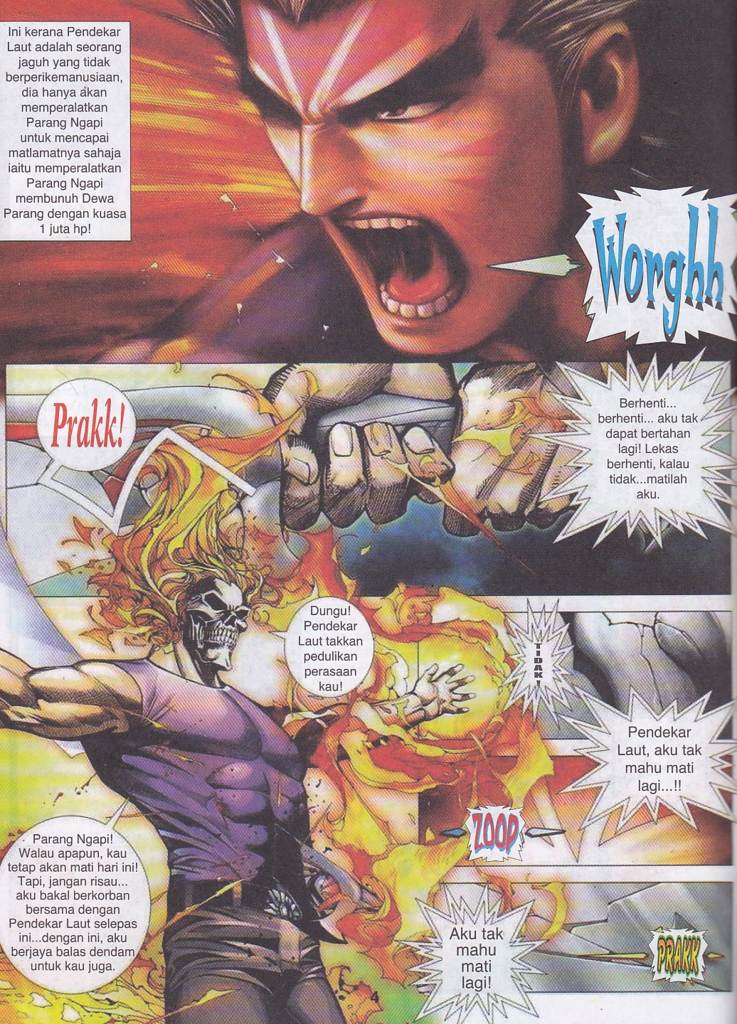 Ini kerana Pendekar
Laut adalah seorang
jaguh yang tidak
berperikemanusiaan,
dia hanya akan
memperalatkan
Parang Ngapi
untuk mencapai
matlamatnya sahaja
iaitu memperalatkan
Parang Ngapi
membunuh Dewa
Parang dengan kuasa
1 juta hp!
Worghh
Prakk!
Berhenti...
berhenti... aku tak
dapat bertahan
lagi! Lekas
berhenti, kalau
tidak...matilah
aku.
Dungu!
Pendekar
Laut takkan
pedulikan
perasaan
kau!
TIDAK!
Pendekar
Laut, aku tak
mahu mati
lagi...!!
ZOOP
Parang Ngapi!
Walau apapun, kau
tetap akan mati hari ini!
Tapi, jangan risau...
aku bakal berkorban
bersama dengan
Pendekar Laut selepas
ini...dengan ini, aku
berjaya balas dendam
untuk kau juga.
Aku tak
mahu
mati
lagi!
PRAKK
4